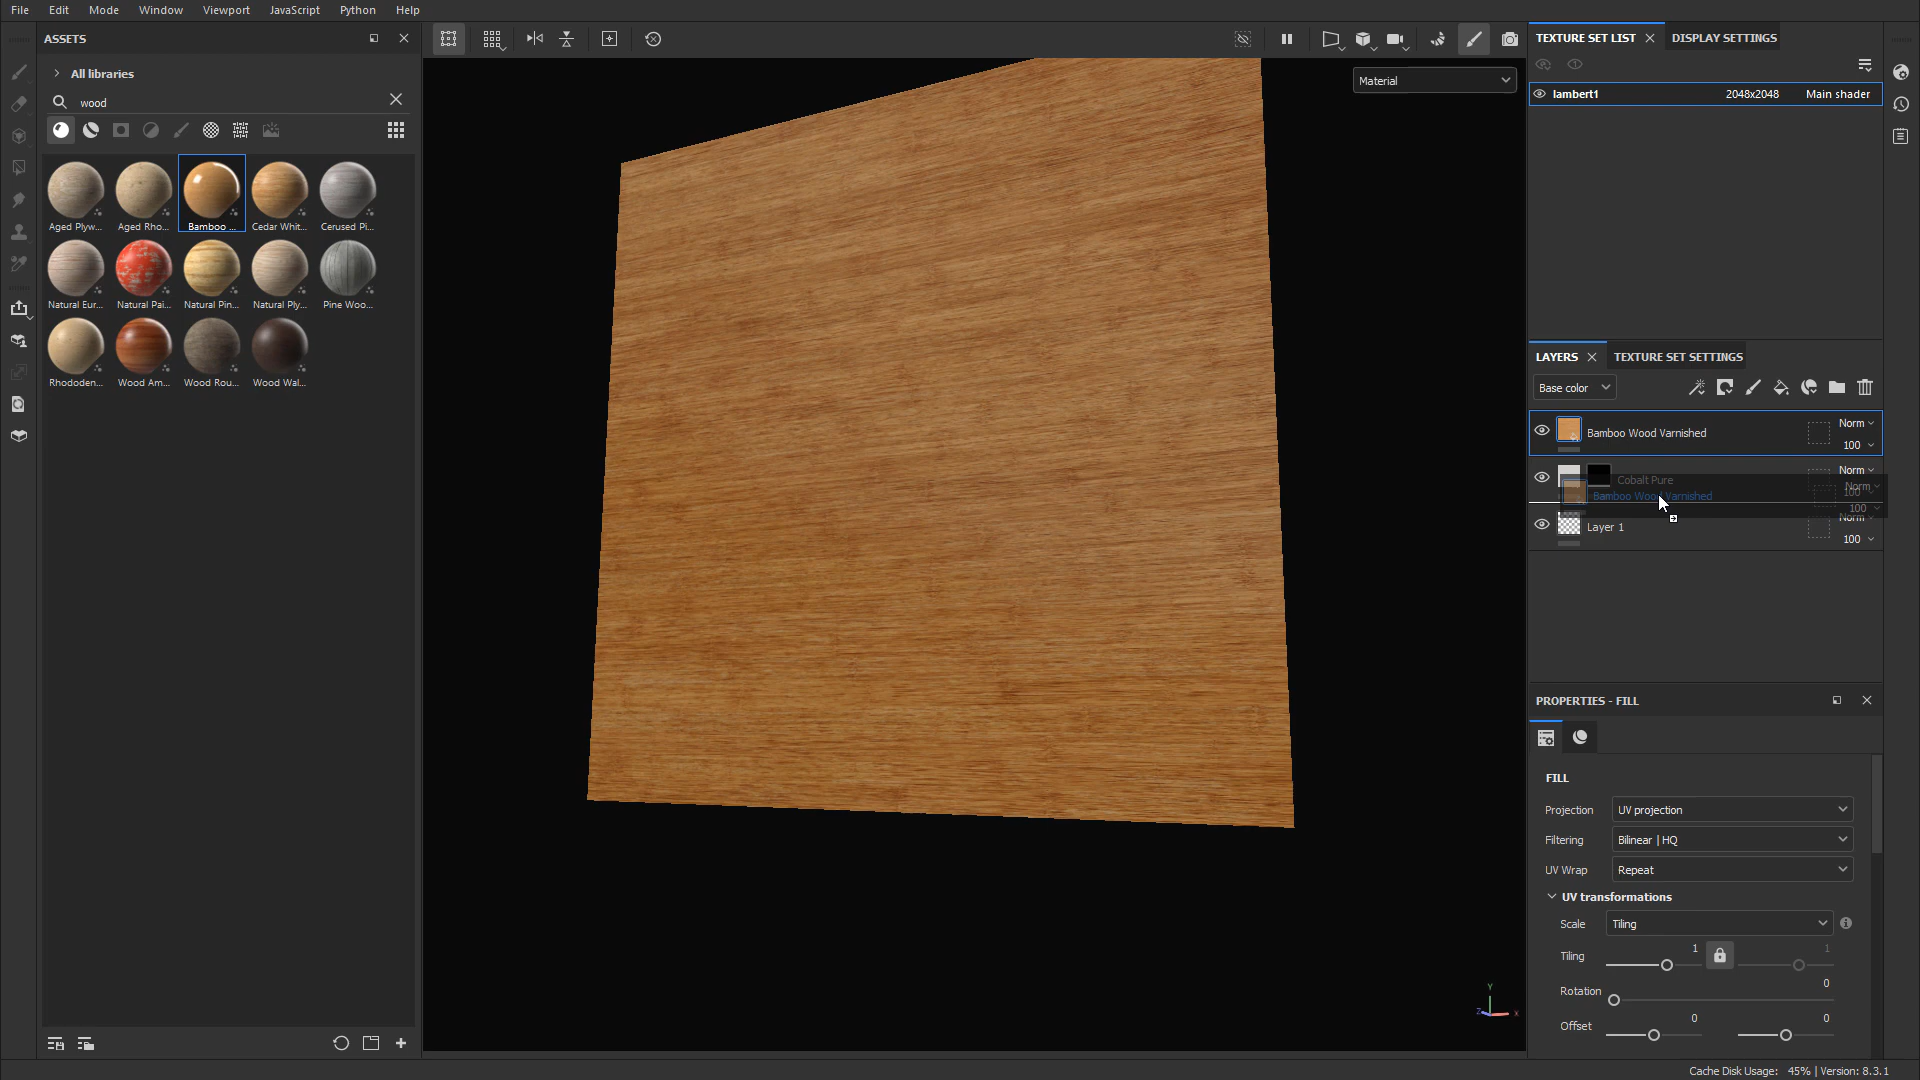 File Edit Mode Window Viewport JavaScript Python Help
ASSETS
All libraries
wood
Aged Plyw... Aged Rho... Bamboo ... Cedar Whit... Cerused Pi...
Natural Eur... Natural Pai... Natural Pin... Natural Ply... Pine Woo...
Rhododen... Wood Am... Wood Rou... Wood Wal...
Material
Y
Z X
TEXTURE SET LIST DISPLAY SETTINGS
lambert1 2048x2048 Main shader
LAYERS TEXTURE SET SETTINGS
Base color
Bamboo Wood Varnished Norm
100
Cobalt Pure Norm
100
Bamboo Wood Varnished Norm
100
Layer 1 Norm
100
PROPERTIES - FILL
FILL
Projection UV projection
Filtering Bilinear | HQ
UV Wrap Repeat
UV transformations
Scale Tiling
Tiling 1 1
Rotation 0
Offset 0 0
Cache Disk Usage: 45% | Version: 8.3.1